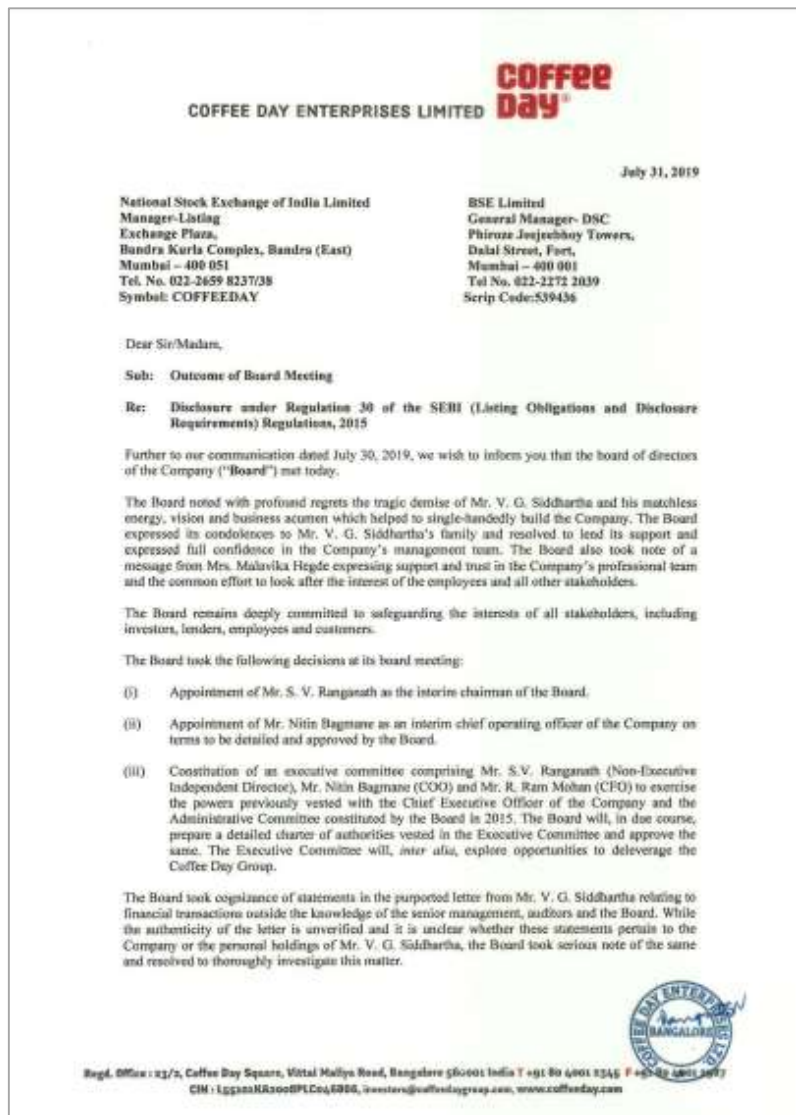 COFFEE DAY ENTERPRISES LIMITED
COFFEE
DAY
July 31, 2019
National Stock Exchange of India Limited
Manager-Listing
Exchange Plaza,
Bandra Kurla Complex, Bandra (East)
Mumbai – 400 051
Tel. No. 022-2659 8237/38
Symbol: COFFEEDAY
BSE Limited
General Manager- DSC
Phiroze Jeejeebhoy Towers,
Dalal Street, Fort,
Mumbai – 400 001
Tel No. 022-2272 2039
Scrip Code:539436
Dear Sir/Madam,
Sub: Outcome of Board Meeting
Re: Disclosure under Regulation 30 of the SEBI (Listing Obligations and Disclosure
Requirements) Regulations, 2015
Further to our communication dated July 30, 2019, we wish to inform you that the board of directors
of the Company ("Board") met today.
The Board noted with profound regrets the tragic demise of Mr. V. G. Siddhartha and his matchless
energy, vision and business acumen which helped to single-handedly build the Company. The Board
expressed its condolences to Mr. V. G. Siddhartha's family and resolved to lend its support and
expressed full confidence in the Company's management team. The Board also took note of a
message from Mrs. Malavika Hegde expressing support and trust in the Company's professional team
and the common effort to look after the interest of the employees and all other stakeholders.
The Board remains deeply committed to safeguarding the interests of all stakeholders, including
investors, lenders, employees and customers.
The Board took the following decisions at its board meeting:
(i) Appointment of Mr. S. V. Ranganath as the interim chairman of the Board.
(ii) Appointment of Mr. Nitin Bagmane as an interim chief operating officer of the Company on
terms to be detailed and approved by the Board.
(iii) Constitution of an executive committee comprising Mr. S.V. Ranganath (Non-Executive
Independent Director), Mr. Nitin Bagmane (COO) and Mr. R. Ram Mohan (CFO) to exercise
the powers previously vested with the Chief Executive Officer of the Company and the
Administrative Committee constituted by the Board in 2015. The Board will, in due course,
prepare a detailed charter of authorities vested in the Executive Committee and approve the
same. The Executive Committee will, inter alia, explore opportunities to deleverage the
Coffee Day Group.
The Board took cognizance of statements in the purported letter from Mr. V. G. Siddhartha relating to
financial transactions outside the knowledge of the senior management, auditors and the Board. While
the authenticity of the letter is unverified and it is unclear whether these statements pertain to the
Company or the personal holdings of Mr. V. G. Siddhartha, the Board took serious note of the same
and resolved to thoroughly investigate this matter.
COFFEE DAY ENTERPRISES LTD.
BANGALORE
Regd. Office : 23/2, Coffee Day Square, Vittal Mallya Road, Bangalore 560001 India T +91 80 4001 2345 F
CIN : investors@coffeedaygroup.com, www.coffeeday.com